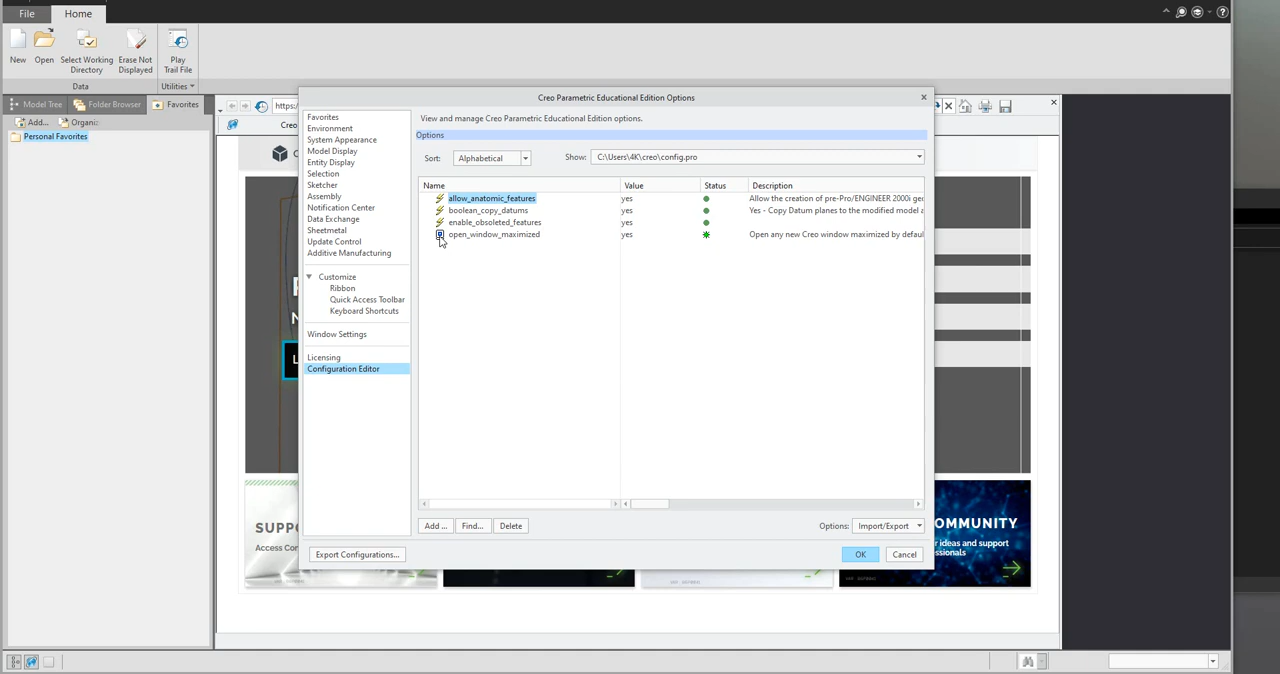 File Home
New Open Select Working Directory Erase Not Displayed Play Trail File
Data Utilities
Model Tree Folder Browser Favorites
Add...
Personal Favorites
https:
Creo
Creo Parametric Educational Edition Options
Favorites
Environment
System Appearance
Model Display
Entity Display
Selection
Sketcher
Assembly
Notification Center
Data Exchange
Sheetmetal
Update Control
Additive Manufacturing
Customize
Ribbon
Quick Access Toolbar
Keyboard Shortcuts
Window Settings
Licensing
Configuration Editor
View and manage Creo Parametric Educational Edition options.
Options
Sort: Alphabetical Show: C:\Users\4K\creo\config.pro
Name Value Status Description
allow_anatomic_features yes Allow the creation of pre-Pro/ENGINEER 2000i
boolean_copy_datums yes Yes - Copy Datum planes to the modified model
enable_obsoleted_features yes
open_window_maximized yes Open any new Creo window maximized by
Add ... Find... Delete Options: Import/Export
Export Configurations... OK Cancel
SUPP
Access
OMMUNITY
ideas and support